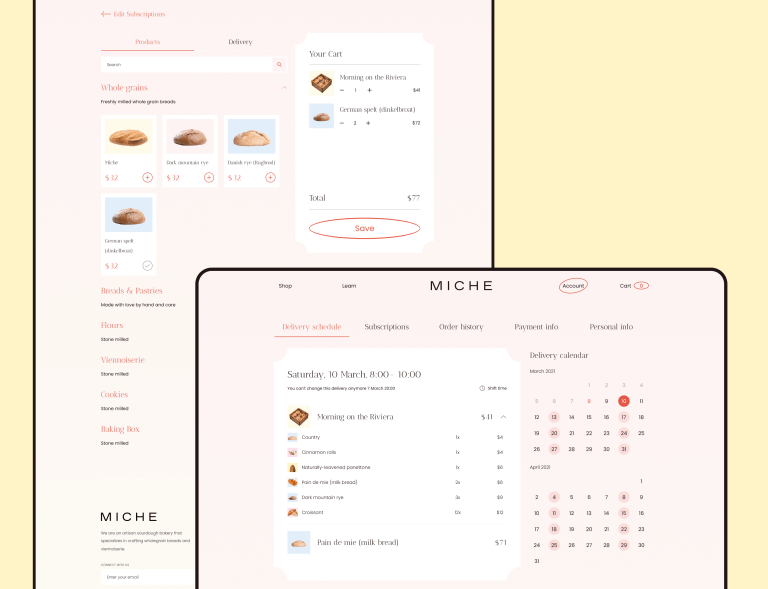 Edit Subscriptions
Products
Delivery
Search
Whole grains
Freshly milled whole grain breads
Miche
$ 32
Dark mountain rye
$ 32
Danish rye (Rugbrod)
$ 32
German spelt
(dinkelbroat)
$ 32
Breads & Pastries
Made with love by hand and care
Flours
Stone milled
Viennoiserie
Stone milled
Cookies
Stone milled
Baking Box
Stone milled
MICHE
We are an artisan sourdough bakery that
specializes in crafting wholegrain breads and
viennoiserie.
CONNECT WITH US
Enter your email
Your Cart
Morning on the Riviera
1
$41
German spelt (dinkelbroat)
2
$72
Total $77
Save
Shop
Learn
MICHE
Account
Cart 0
Delivery schedule
Subscriptions
Order history
Payment info
Personal info
Saturday, 10 March, 8:00 - 10:00
You can't change this delivery anymore 7 March 20:00
Shift time
Morning on the Riviera $41
Country 1x $4
Cinnamon rolls 1x $4
Naturally-leavened panettone 1x $6
Pain de mie (milk bread) 2x $8
Dark mountain rye 3x $9
Croissant 12x $12
Pain de mie (milk bread) $71
Delivery calendar
March 2021
1 2 3 4
5 6 7 8 9 10 11
12 13 14 15 16 17 18
19 20 21 22 23 24 25
26 27 28 29 30 31
April 2021
1
2 3 4 5 7 8 9
10 10 11 12 14 15 16
17 18 19 20 21 22 23
24 25 26 27 28 29 30
31